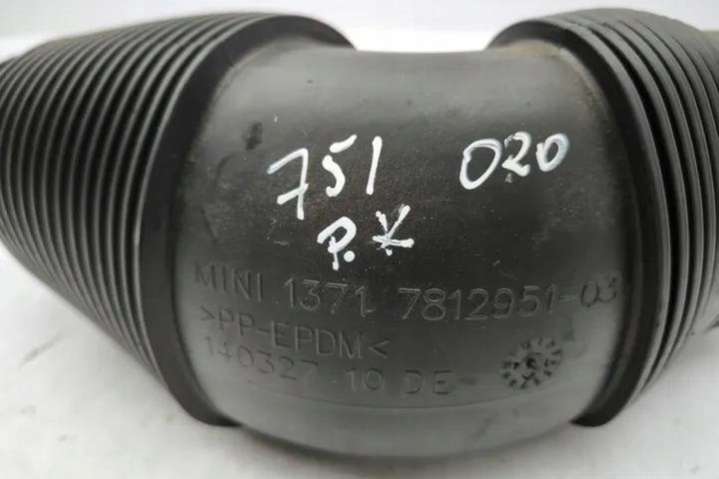 751 020
P.K
MINI 1371 7812951-03
>PP-EPDM<
140327 10 DE